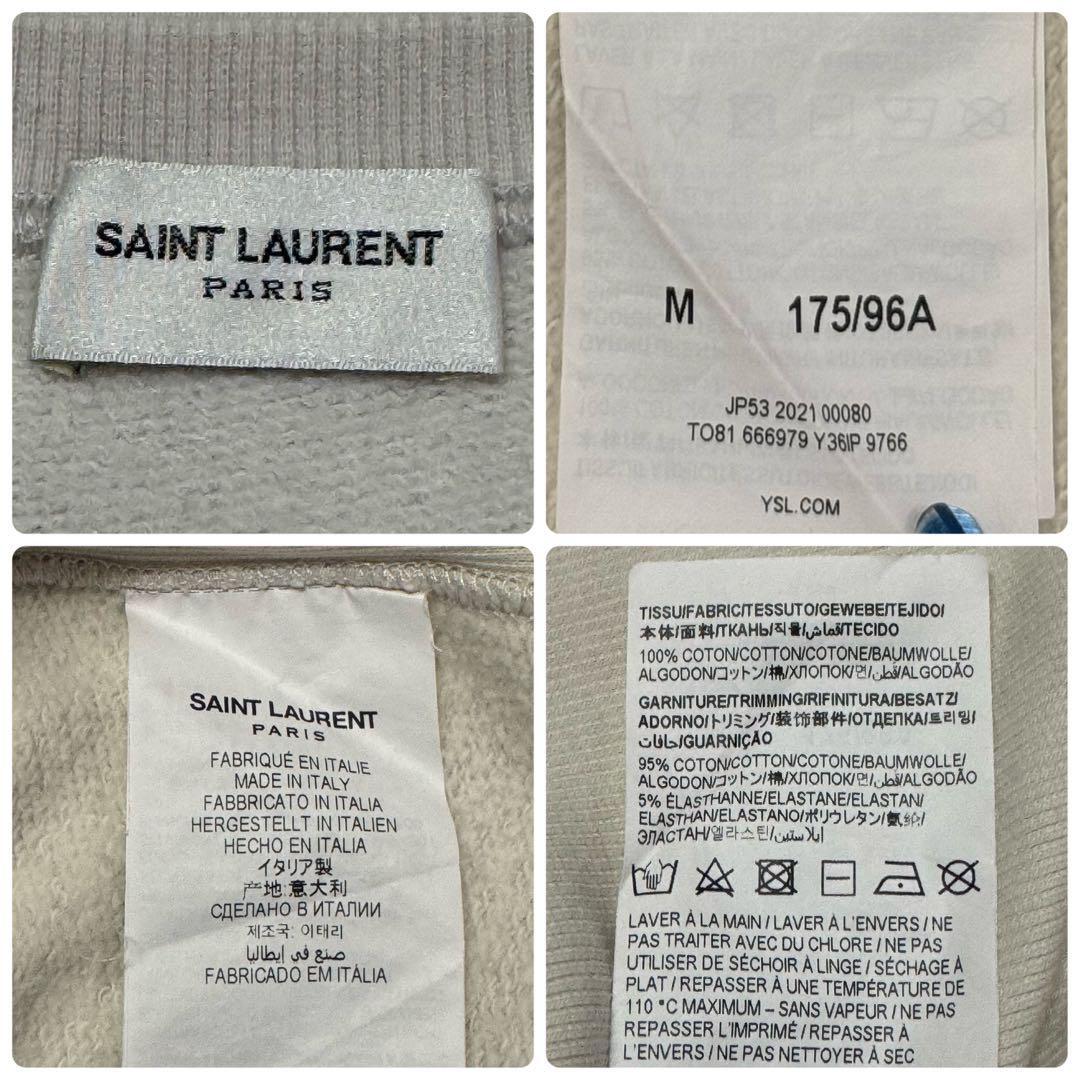 SAINT LAURENT
PARIS
M 175/96A
JP53 2021 00080
TO81 666979 Y36IP 9766
YSL.COM
SAINT LAURENT
PARIS
FABRIQUÉ EN ITALIE
MADE IN ITALY
FABBRICATO IN ITALIA
HERGESTELLT IN ITALIEN
HECHO EN ITALIA
イタリア製
产地:意大利
СДЕЛАНО В ИТАЛИИ
제조국: 이태리
صنع في إيطاليا
FABRICADO EM ITÁLIA
TISSU/FABRIC/TESSUTO/GEWEBE/TEJIDO/
本体/面料/ТКАНЬ/직물/قماش/TECIDO
100% COTON/COTTON/COTONE/BAUMWOLLE/
ALGODON/コットン/棉/ХЛОПОК/면/قطن/ALGODÃO
GARNITURE/TRIMMING/RIFINITURA/BESATZ/
ADORNO/トリミング/装饰部件/ОТДЕПКА/트리밍/
حافات/GUARNIÇÃO
95% COTON/COTTON/COTONE/BAUMWOLLE/
ALGODON/コットン/棉/ХЛОПОК/면/قطن/ALGODÃO
5% ÉLASTHANNE/ELASTANE/ELASTAN/
ELASTHAN/ELASTANO/ポリウレタン/氨纶/
ЭЛАСТАН/엘라스틴/إيلاستين
LAVER À LA MAIN / LAVER À L'ENVERS / NE
PAS TRAITER AVEC DU CHLORE / NE PAS
UTILISER DE SÉCHOIR À LINGE / SÉCHAGE À
PLAT / REPASSER À UNE TEMPÉRATURE DE
110 °C MAXIMUM – SANS VAPEUR / NE PAS
REPASSER L'IMPRIMÉ / REPASSER À
L'ENVERS / NE PAS NETTOYER À SEC